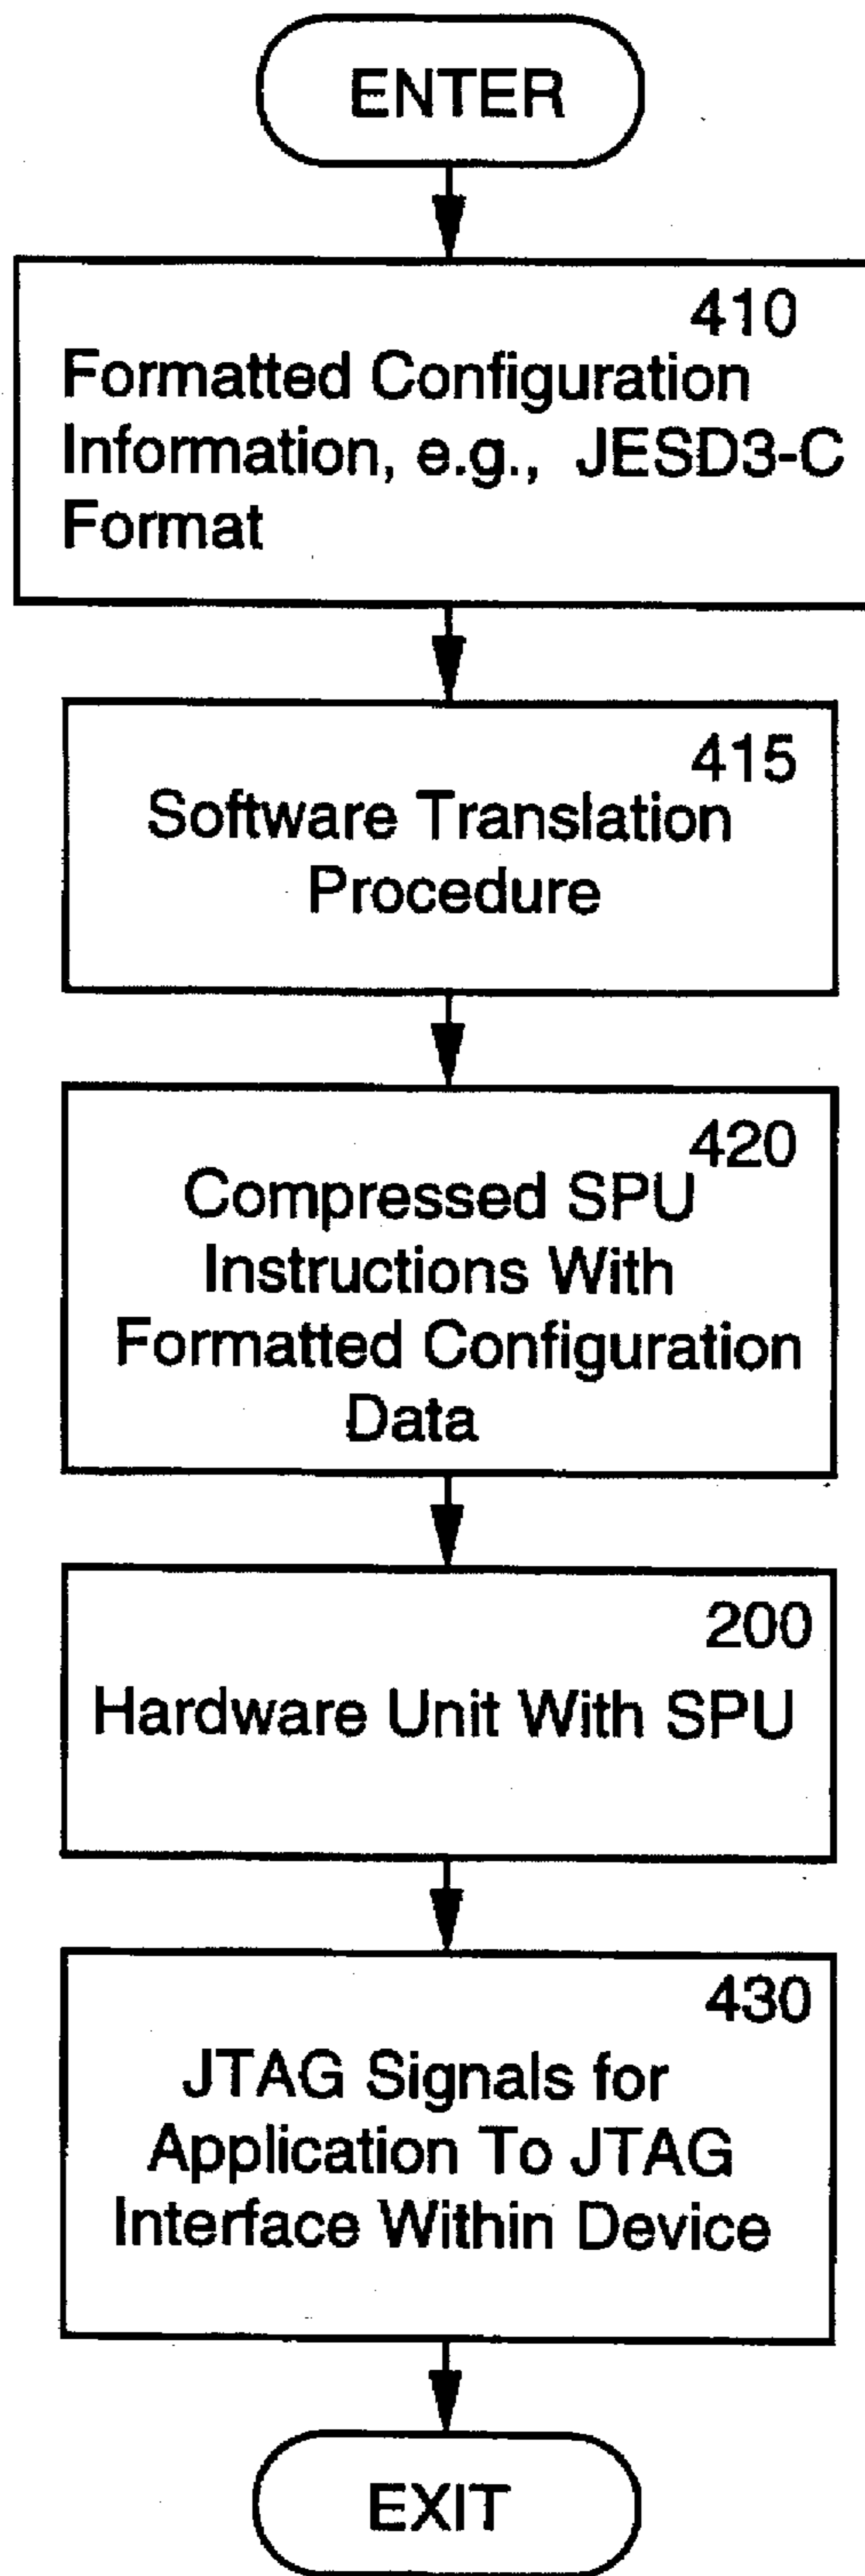 ENTER
410
Formatted Configuration
Information, e.g., JESD3-C
Format
415
Software Translation
Procedure
420
Compressed SPU
Instructions With
Formatted Configuration
Data
200
Hardware Unit With SPU
430
JTAG Signals for
Application To JTAG
Interface Within Device
EXIT